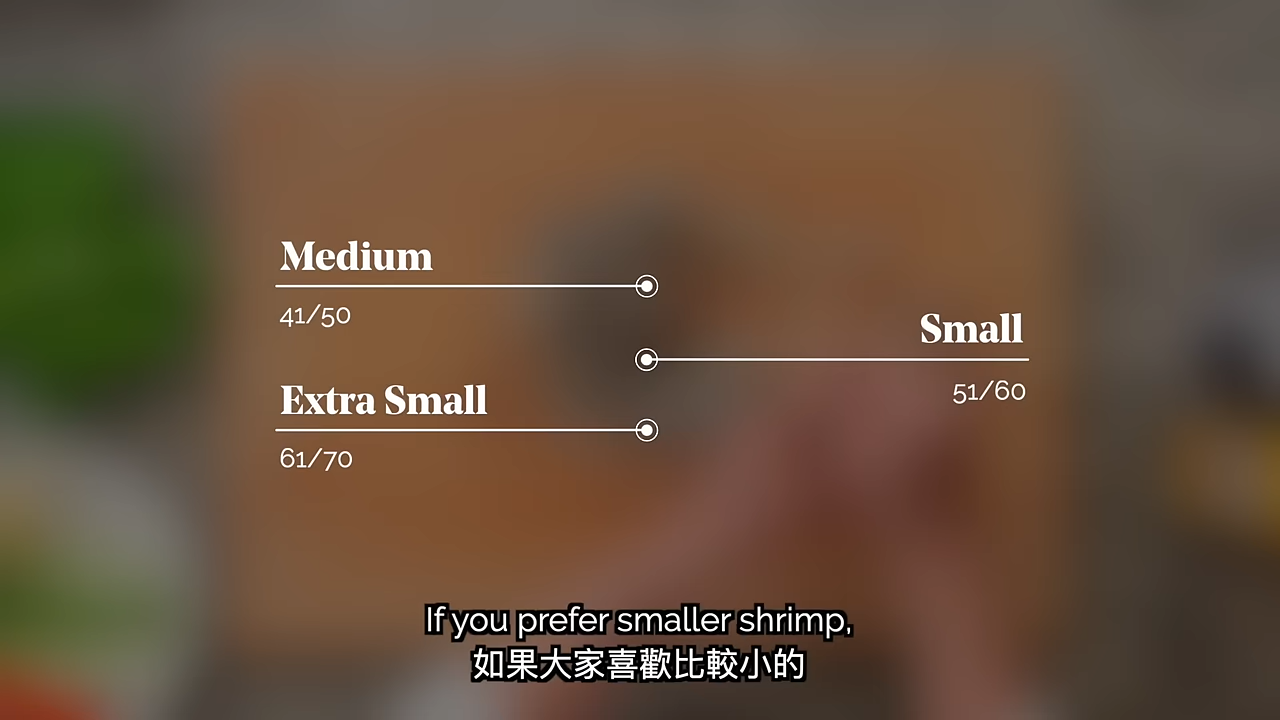 Medium
41/50
Small
51/60
Extra Small
61/70
If you prefer smaller shrimp,
如果大家喜歡比較小的